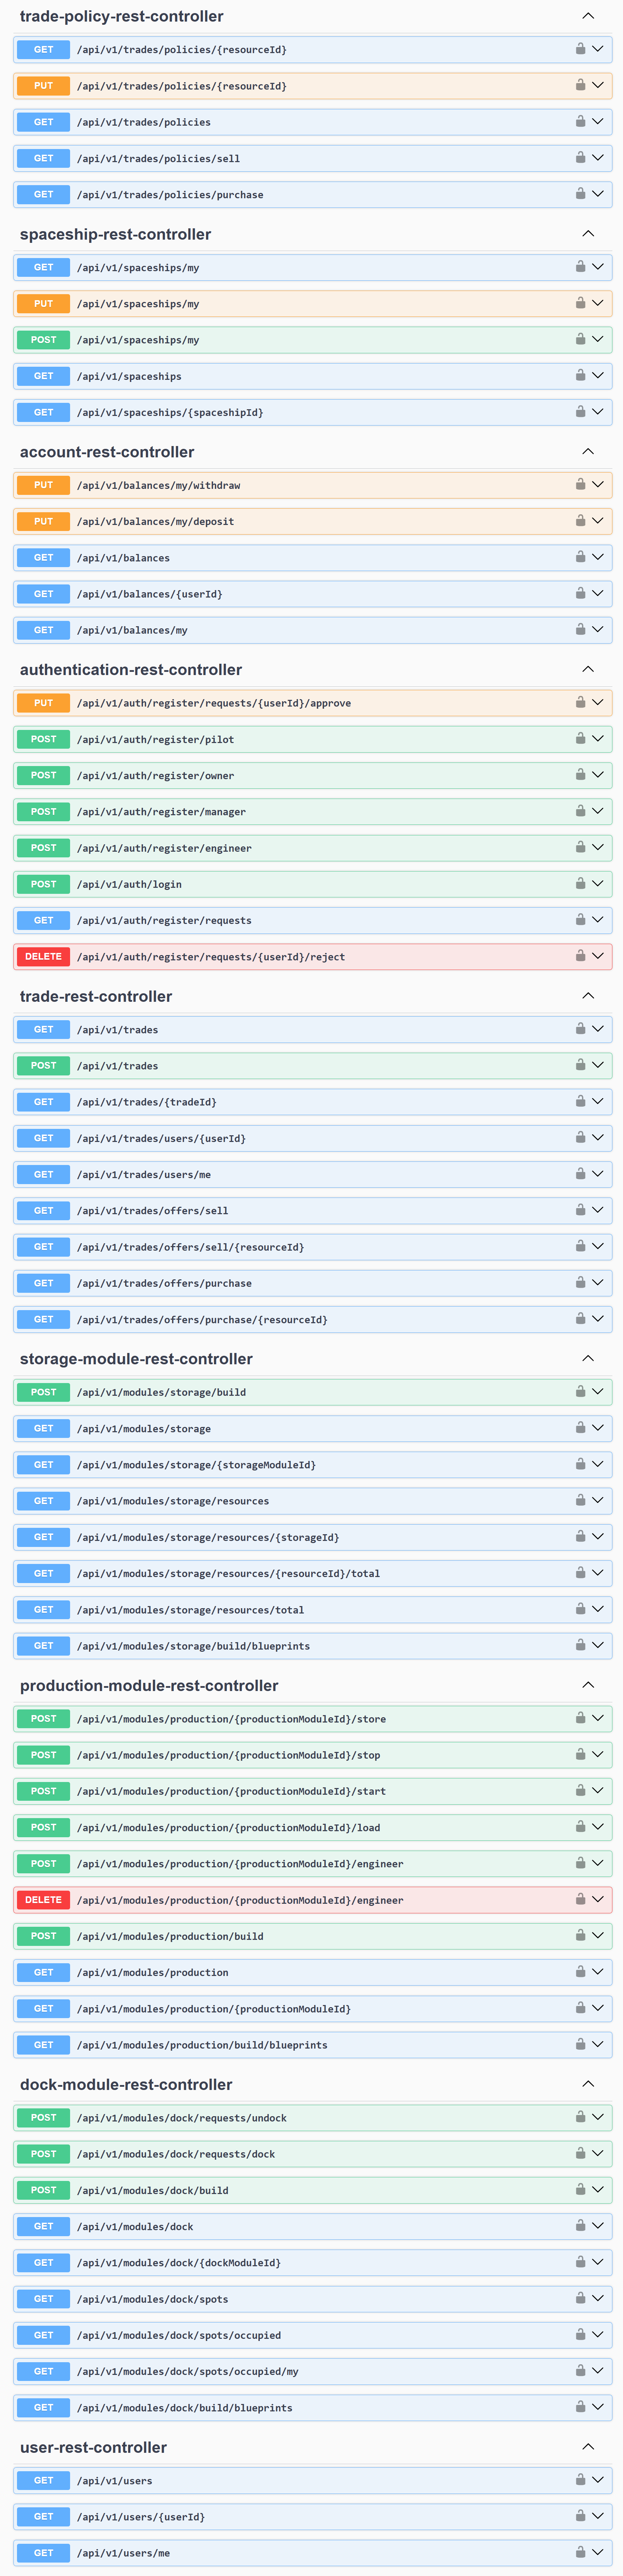 trade-policy-rest-controller
GET /api/v1/trades/policies/{resourceId}
PUT /api/v1/trades/policies/{resourceId}
GET /api/v1/trades/policies
GET /api/v1/trades/policies/sell
GET /api/v1/trades/policies/purchase
spaceship-rest-controller
GET /api/v1/spaceships/my
PUT /api/v1/spaceships/my
POST /api/v1/spaceships/my
GET /api/v1/spaceships
GET /api/v1/spaceships/{spaceshipId}
account-rest-controller
PUT /api/v1/balances/my/withdraw
PUT /api/v1/balances/my/deposit
GET /api/v1/balances
GET /api/v1/balances/{userId}
GET /api/v1/balances/my
authentication-rest-controller
PUT /api/v1/auth/register/requests/{userId}/approve
POST /api/v1/auth/register/pilot
POST /api/v1/auth/register/owner
POST /api/v1/auth/register/manager
POST /api/v1/auth/register/engineer
POST /api/v1/auth/login
GET /api/v1/auth/register/requests
DELETE /api/v1/auth/register/requests/{userId}/reject
trade-rest-controller
GET /api/v1/trades
POST /api/v1/trades
GET /api/v1/trades/{tradeId}
GET /api/v1/trades/users/{userId}
GET /api/v1/trades/users/me
GET /api/v1/trades/offers/sell
GET /api/v1/trades/offers/sell/{resourceId}
GET /api/v1/trades/offers/purchase
GET /api/v1/trades/offers/purchase/{resourceId}
storage-module-rest-controller
POST /api/v1/modules/storage/build
GET /api/v1/modules/storage
GET /api/v1/modules/storage/{storageModuleId}
GET /api/v1/modules/storage/resources
GET /api/v1/modules/storage/resources/{storageId}
GET /api/v1/modules/storage/resources/{resourceId}/total
GET /api/v1/modules/storage/resources/total
GET /api/v1/modules/storage/build/blueprints
production-module-rest-controller
POST /api/v1/modules/production/{productionModuleId}/store
POST /api/v1/modules/production/{productionModuleId}/stop
POST /api/v1/modules/production/{productionModuleId}/start
POST /api/v1/modules/production/{productionModuleId}/load
POST /api/v1/modules/production/{productionModuleId}/engineer
DELETE /api/v1/modules/production/{productionModuleId}/engineer
POST /api/v1/modules/production/build
GET /api/v1/modules/production
GET /api/v1/modules/production/{productionModuleId}
GET /api/v1/modules/production/build/blueprints
dock-module-rest-controller
POST /api/v1/modules/dock/requests/undock
POST /api/v1/modules/dock/requests/dock
POST /api/v1/modules/dock/build
GET /api/v1/modules/dock
GET /api/v1/modules/dock/{dockModuleId}
GET /api/v1/modules/dock/spots
GET /api/v1/modules/dock/spots/occupied
GET /api/v1/modules/dock/spots/occupied/my
GET /api/v1/modules/dock/build/blueprints
user-rest-controller
GET /api/v1/users
GET /api/v1/users/{userId}
GET /api/v1/users/me